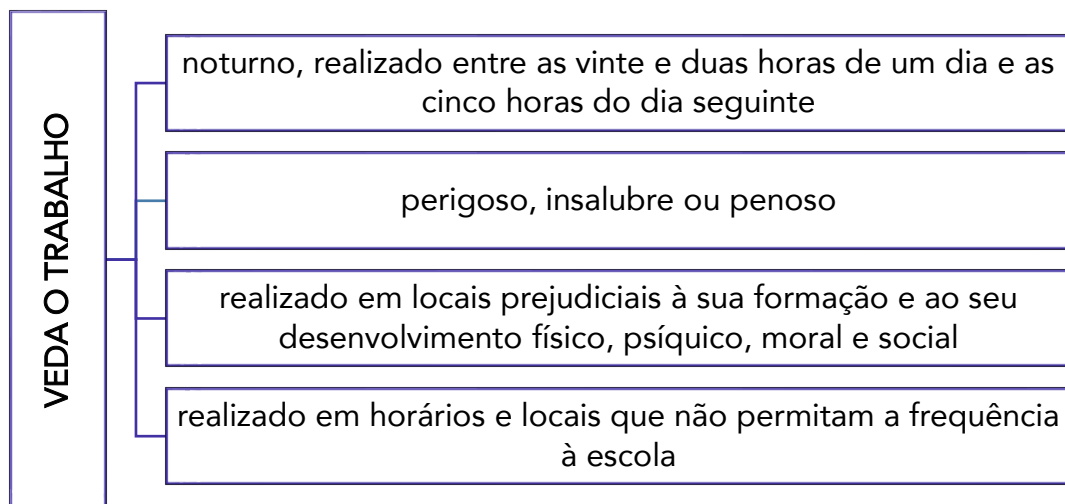 VEDA O TRABALHO
noturno, realizado entre as vinte e duas horas de um dia e as
cinco horas do dia seguinte
perigoso, insalubre ou penoso
realizado em locais prejudiciais à sua formação e ao seu
desenvolvimento físico, psíquico, moral e social
realizado em horários e locais que não permitam a frequência
à escola